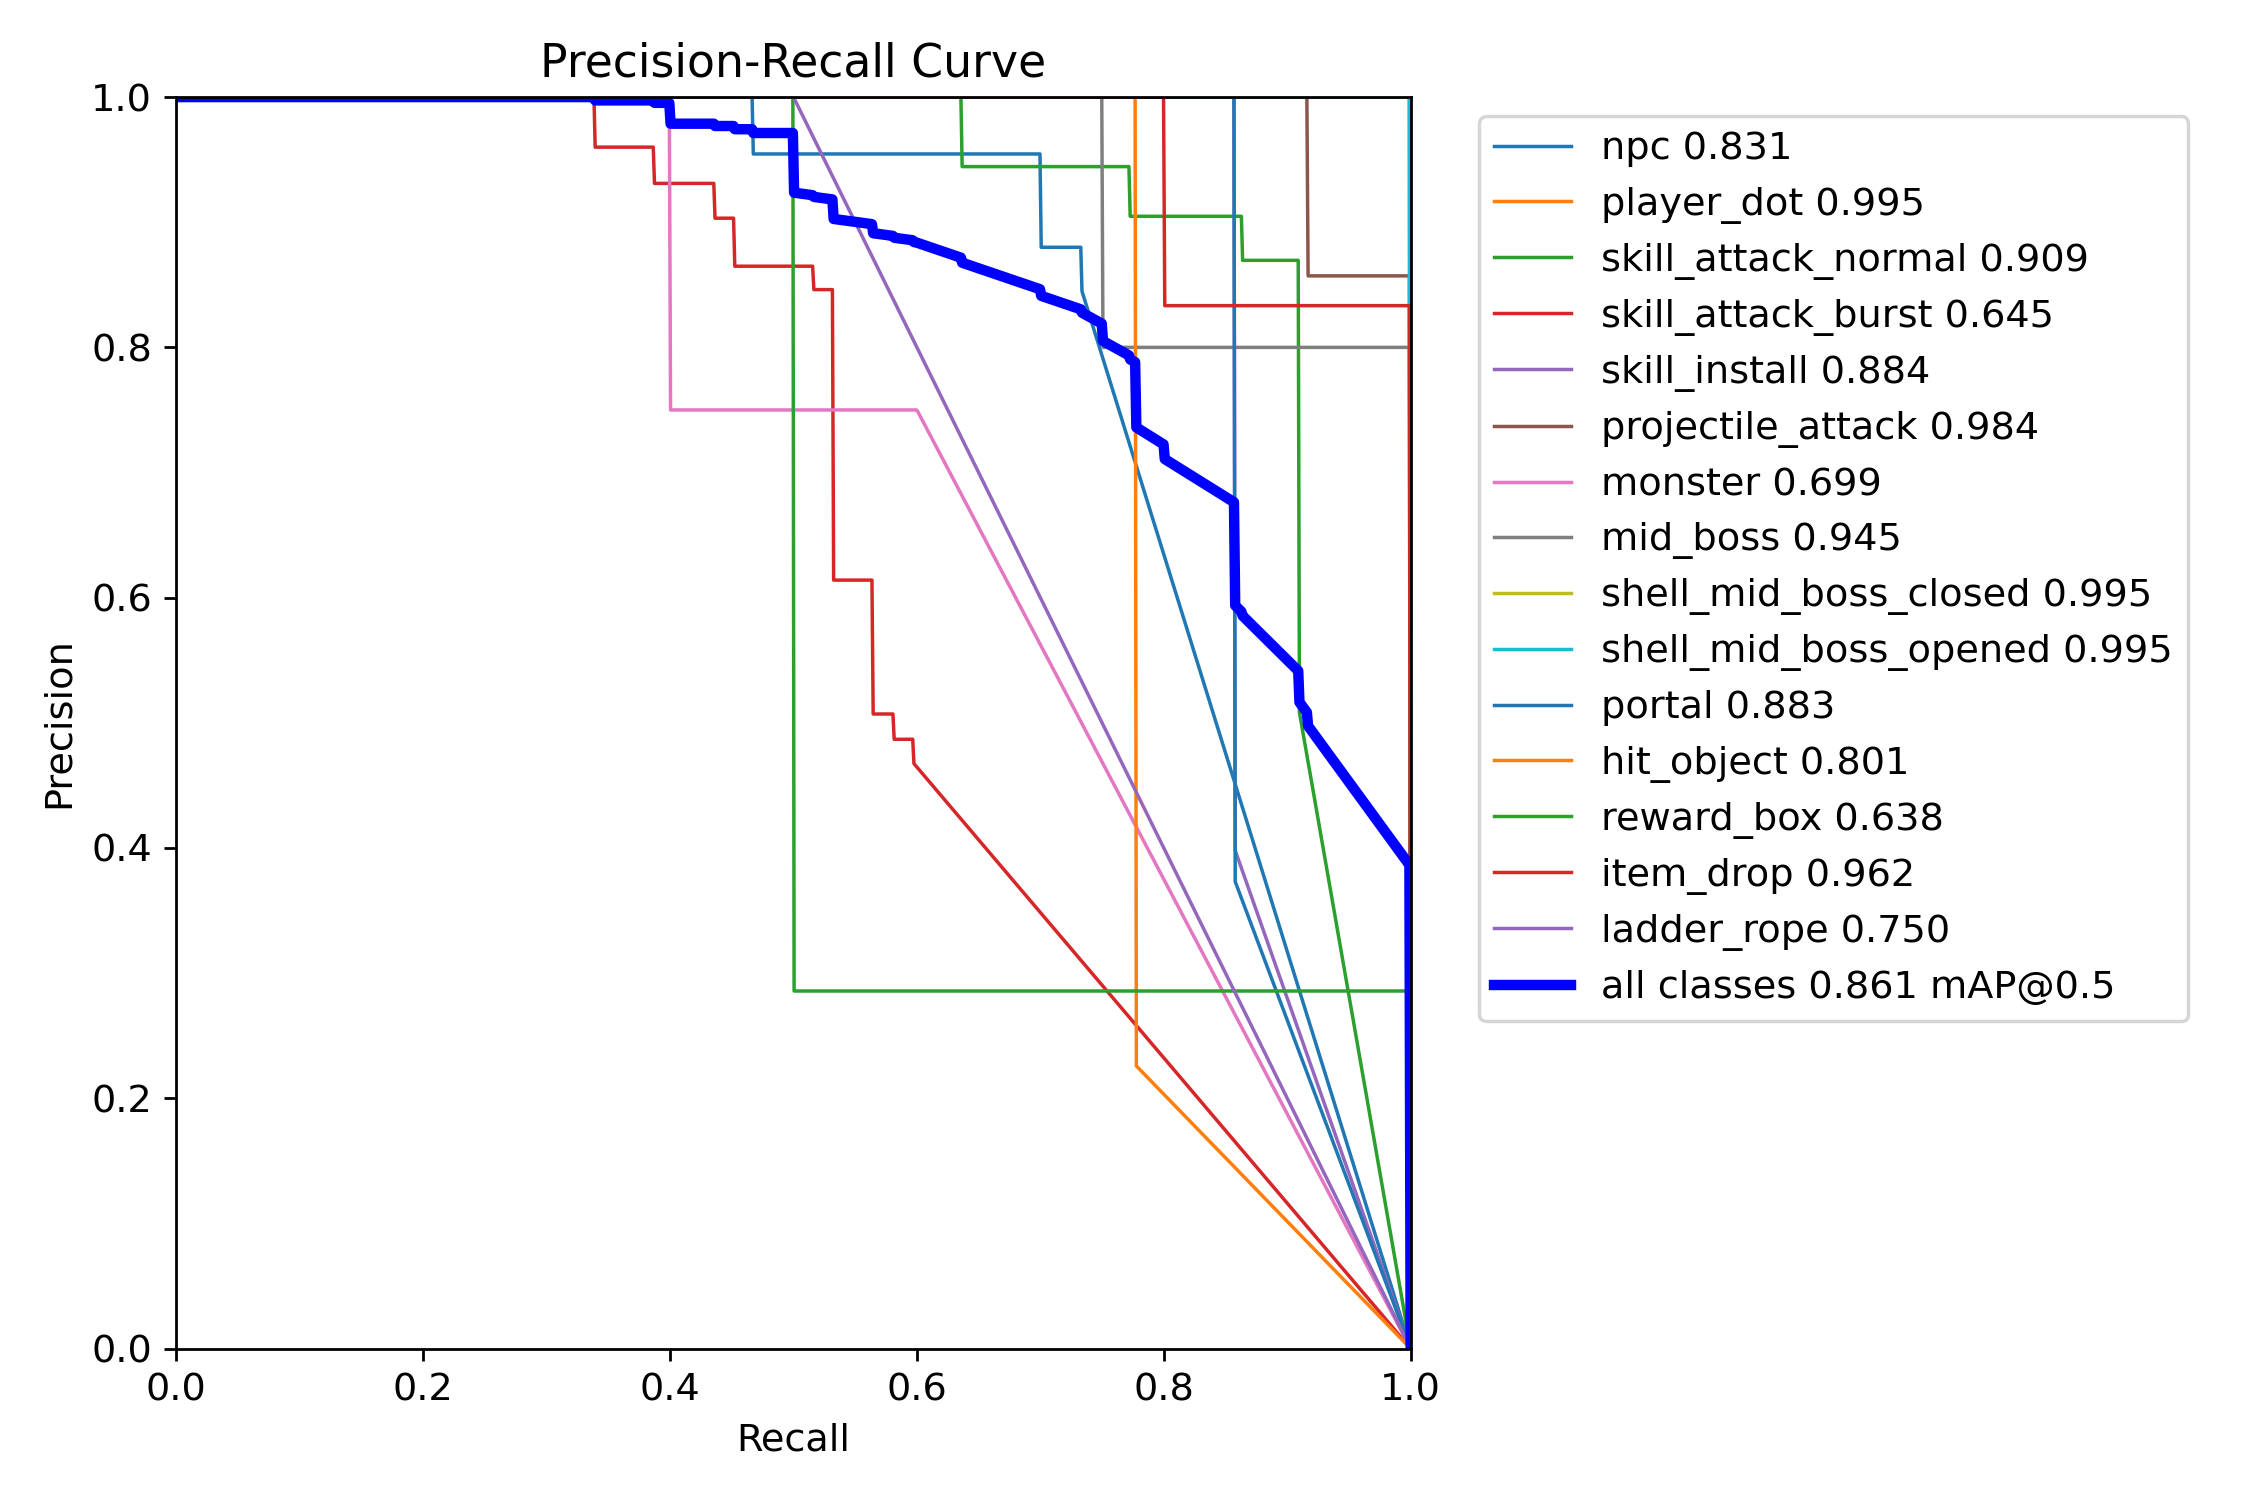 Precision-Recall Curve
1.0
0.8
0.6
0.4
0.2
0.0
Precision
0.0 0.2 0.4 0.6 0.8 1.0
Recall
npc 0.831
player_dot 0.995
skill_attack_normal 0.909
skill_attack_burst 0.645
skill_install 0.884
projectile_attack 0.984
monster 0.699
mid_boss 0.945
shell_mid_boss_closed 0.995
shell_mid_boss_opened 0.995
portal 0.883
hit_object 0.801
reward_box 0.638
item_drop 0.962
ladder_rope 0.750
all classes 0.861 mAP@0.5